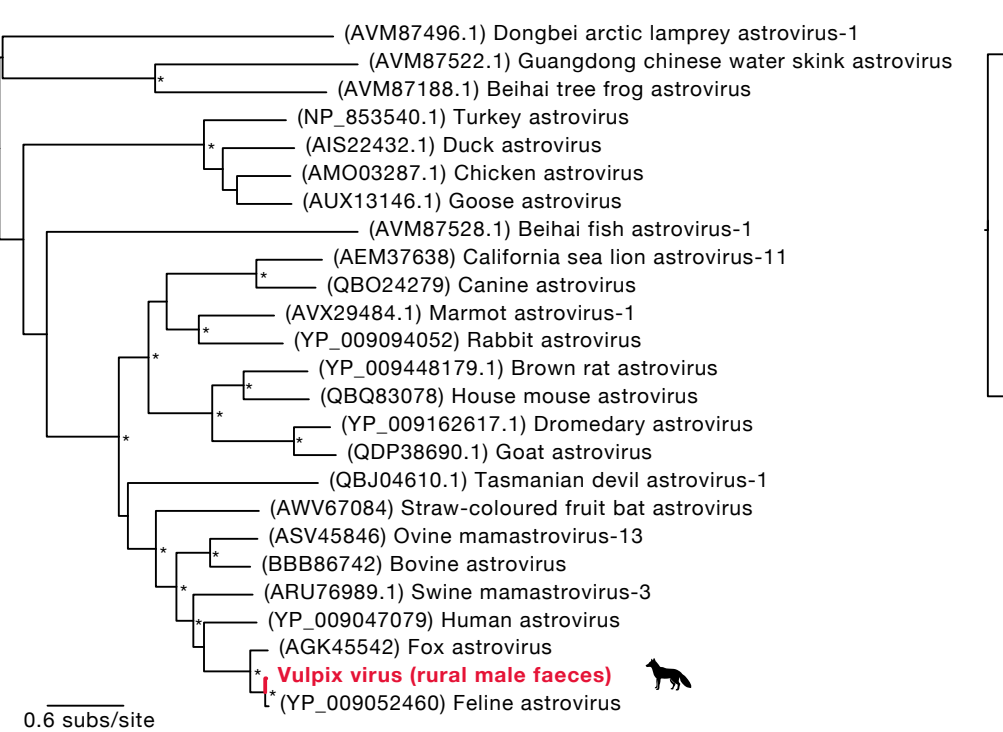 (AVM87496.1) Dongbei arctic lamprey astrovirus-1
(AVM87522.1) Guangdong chinese water skink astrovirus
*
(AVM87188.1) Beihai tree frog astrovirus
(NP_853540.1) Turkey astrovirus
*
(AIS22432.1) Duck astrovirus
(AMO03287.1) Chicken astrovirus
(AUX13146.1) Goose astrovirus
(AVM87528.1) Beihai fish astrovirus-1
(AEM37638) California sea lion astrovirus-11
*
(QBO24279) Canine astrovirus
(AVX29484.1) Marmot astrovirus-1
*
(YP_009094052) Rabbit astrovirus
*
(YP_009448179.1) Brown rat astrovirus
*
(QBQ83078) House mouse astrovirus
*
(YP_009162617.1) Dromedary astrovirus
*
*
(QDP38690.1) Goat astrovirus
(QBJ04610.1) Tasmanian devil astrovirus-1
(AWV67084) Straw-coloured fruit bat astrovirus
(ASV45846) Ovine mamastrovirus-13
*
*
(BBB86742) Bovine astrovirus
*
(ARU76989.1) Swine mamastrovirus-3
*
(YP_009047079) Human astrovirus
(AGK45542) Fox astrovirus
*
Vulpix virus (rural male faeces)
*
(YP_009052460) Feline astrovirus
0.6 subs/site